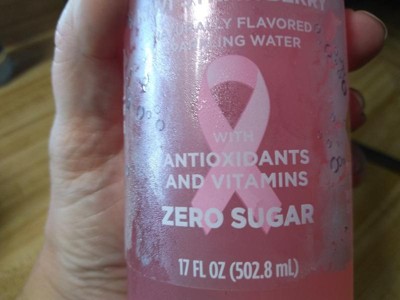 FLAVORED
WATER
WITH
ANTIOXIDANTS
AND VITAMINS
ZERO SUGAR
17 FL OZ (502.8 mL)